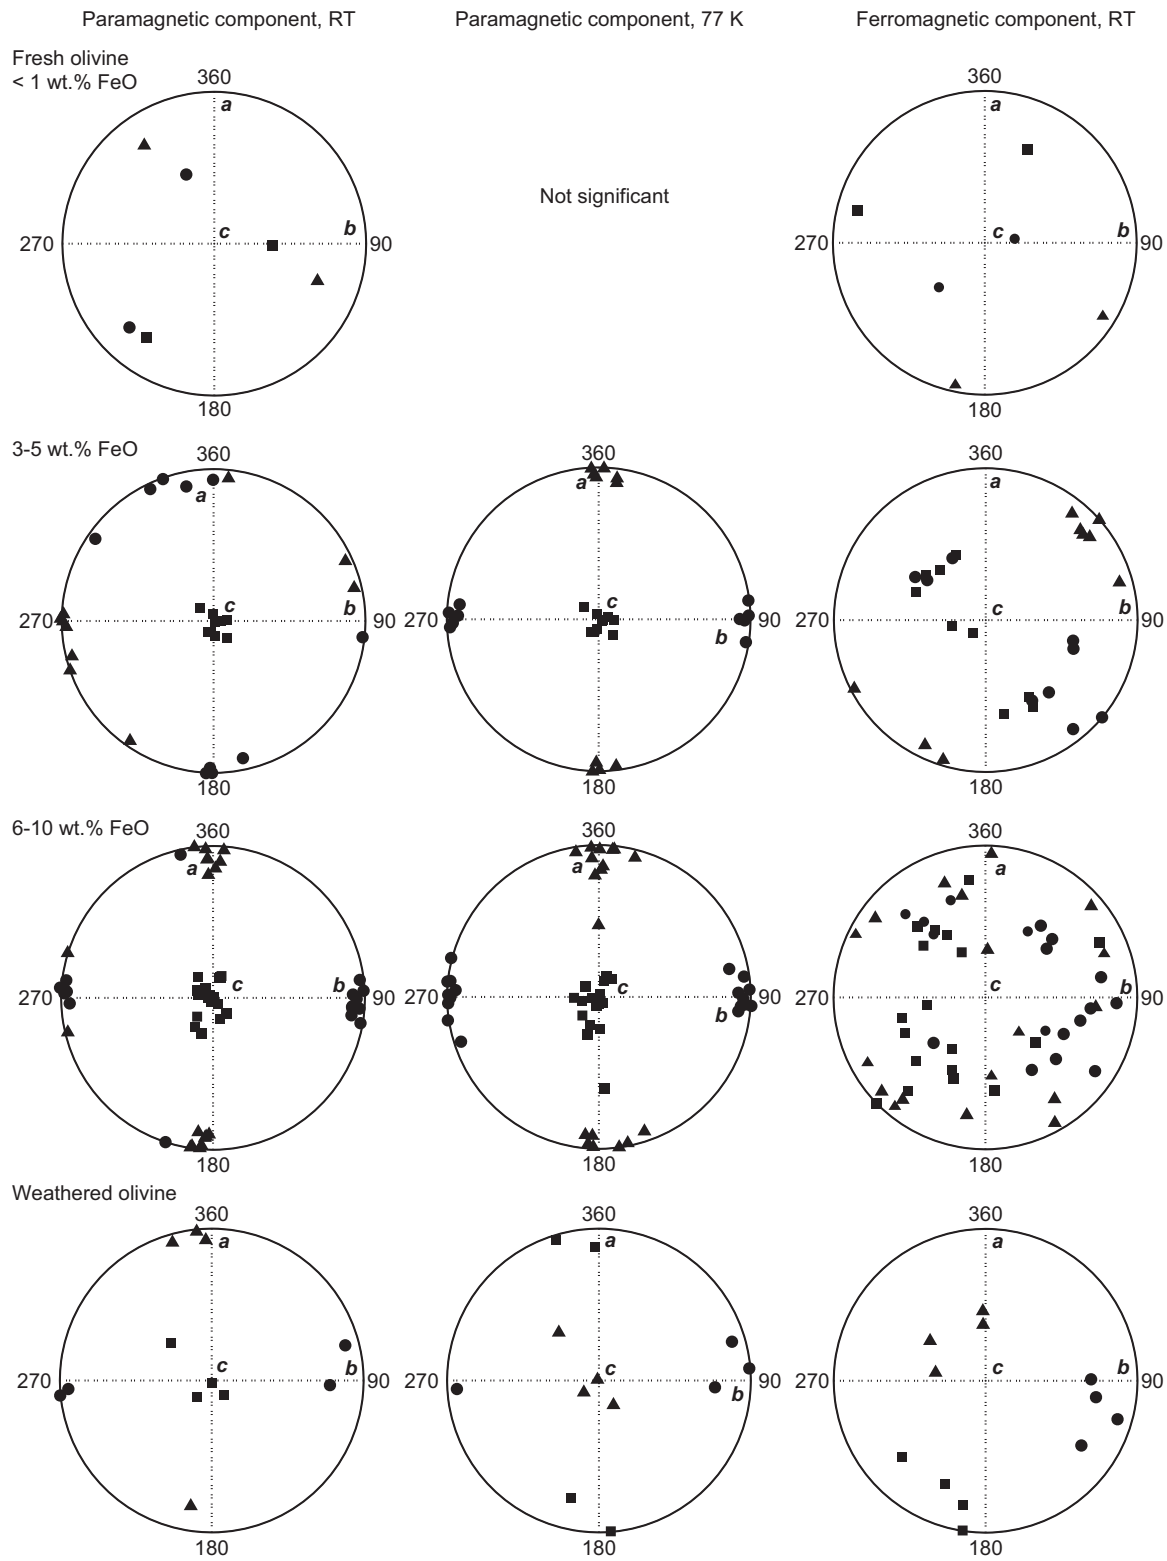 Paramagnetic component, RT
Paramagnetic component, 77 K
Ferromagnetic component, RT
Fresh olivine
< 1 wt.% FeO
360
a
270
c
b
90
180
Not significant
360
a
270
c
b
90
180
3-5 wt.% FeO
360
a
270
c
b
90
180
360
a
270
c
b
90
180
360
a
270
c
b
90
180
6-10 wt.% FeO
360
a
270
c
b
90
180
360
a
270
c
b
90
180
360
a
270
c
b
90
180
Weathered olivine
360
a
270
c
b
90
180
360
a
270
c
b
90
180
360
a
270
c
b
90
180